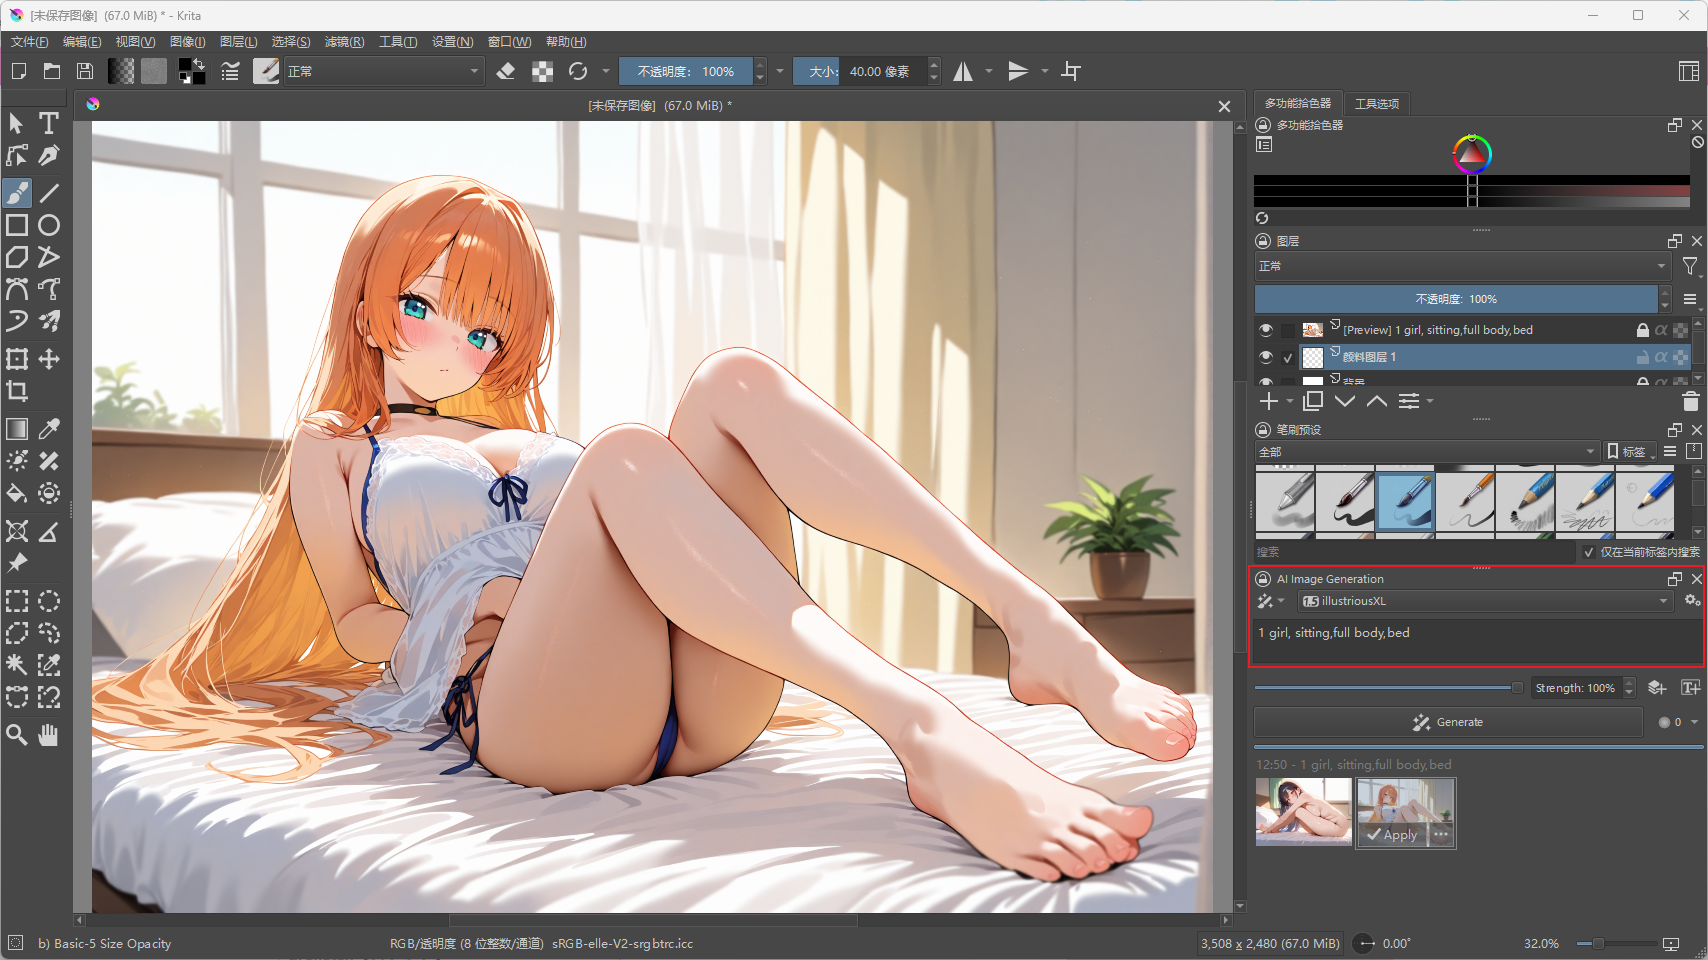 [未保存图像] (67.0 MiB) * - Krita
文件(F) 编辑(E) 视图(V) 图像(I) 图层(L) 选择(S) 滤镜(R) 工具(T) 设置(N) 窗口(W) 帮助(H)
正常 不透明度: 100% 大小: 40.00 像素
[未保存图像] (67.0 MiB) *
多功能拾色器 工具选项
多功能拾色器
图层
正常
不透明度: 100%
[Preview] 1 girl, sitting,full body,bed
颜料图层 1
背景
笔刷预设
全部 标签
搜索 仅在当前标签内搜索
AI Image Generation
1.5 illustriousXL
1 girl, sitting,full body,bed
Strength: 100%
Generate 0
12:50 - 1 girl, sitting,full body,bed
Apply
b) Basic-5 Size Opacity RGB/透明度 (8 位整数/通道) sRGB-elle-V2-srgbtrc.icc 3,508 x 2,480 (67.0 MiB) 0.00° 32.0%